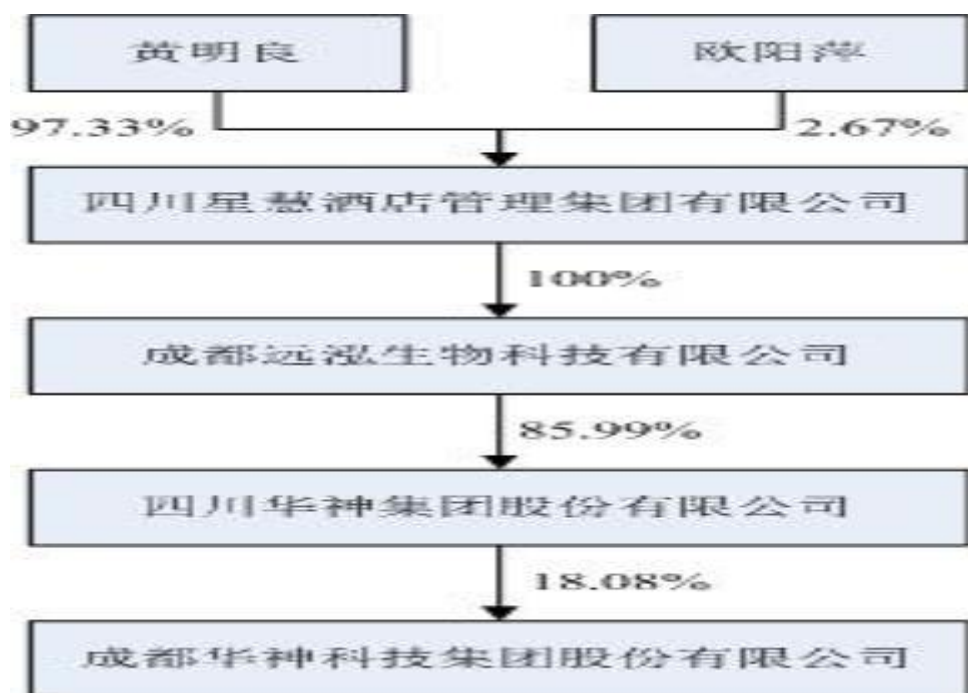 黄明良
欧阳萍
97.33%
2.67%
四川星慧酒店管理集团有限公司
100%
成都远泓生物科技有限公司
85.99%
四川华神集团股份有限公司
18.08%
成都华神科技集团股份有限公司